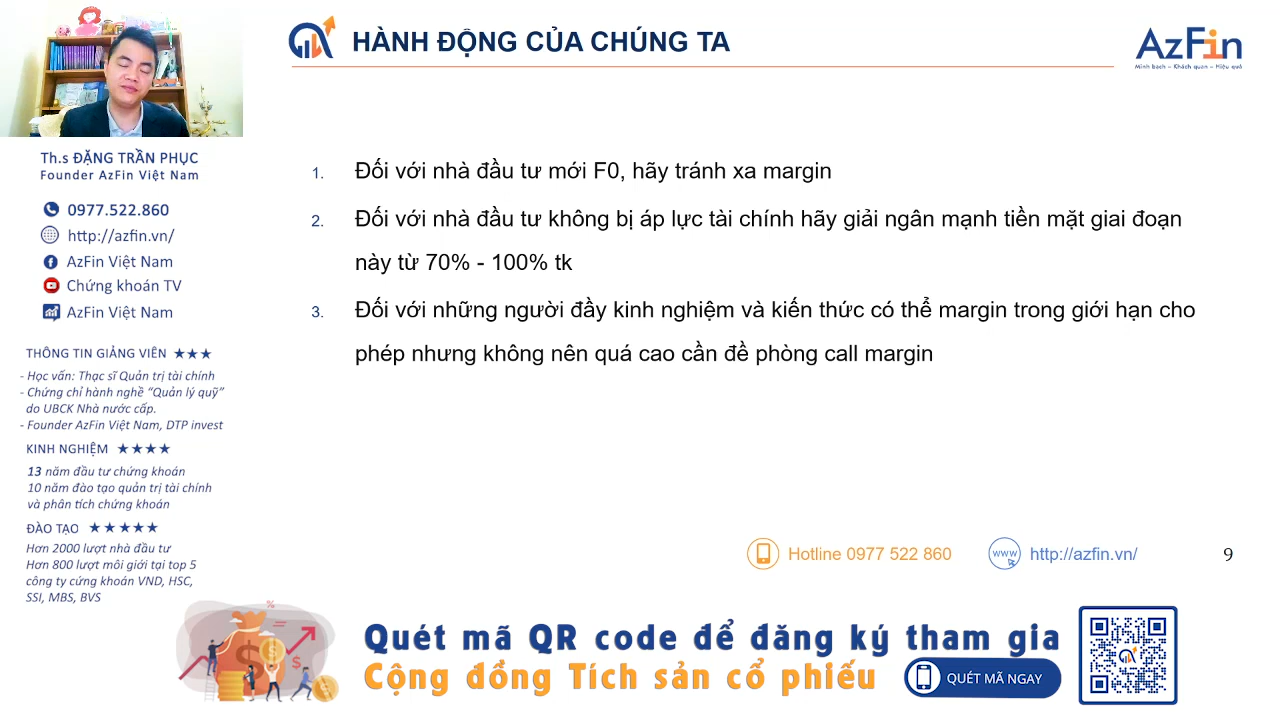 HÀNH ĐỘNG CỦA CHÚNG TA
AzFin
Minh bạch – Khách quan – Hiệu quả
Th.s ĐẶNG TRẦN PHỤC
Founder AzFin Việt Nam
0977.522.860
http://azfin.vn/
AzFin Việt Nam
Chứng khoán TV
AzFin Việt Nam
THÔNG TIN GIẢNG VIÊN ★★★
- Học vấn: Thạc sĩ Quản trị tài chính
- Chứng chỉ hành nghề “Quản lý quỹ”
do UBCK Nhà nước cấp.
- Founder AzFin Việt Nam, DTP invest
KINH NGHIỆM ★★★★
13 năm đầu tư chứng khoán
10 năm đào tạo quản trị tài chính
và phân tích chứng khoán
ĐÀO TẠO ★★★★★
Hơn 2000 lượt nhà đầu tư
Hơn 800 lượt môi giới tại top 5
công ty cứng khoán VND, HSC,
SSI, MBS, BVS
1. Đối với nhà đầu tư mới F0, hãy tránh xa margin
2. Đối với nhà đầu tư không bị áp lực tài chính hãy giải ngân mạnh tiền mặt giai đoạn
này từ 70% - 100% tk
3. Đối với những người đầy kinh nghiệm và kiến thức có thể margin trong giới hạn cho
phép nhưng không nên quá cao cần đề phòng call margin
Hotline 0977 522 860
www
http://azfin.vn/
9
Quét mã QR code để đăng ký tham gia
Cộng đồng Tích sản cổ phiếu
QUÉT MÃ NGAY